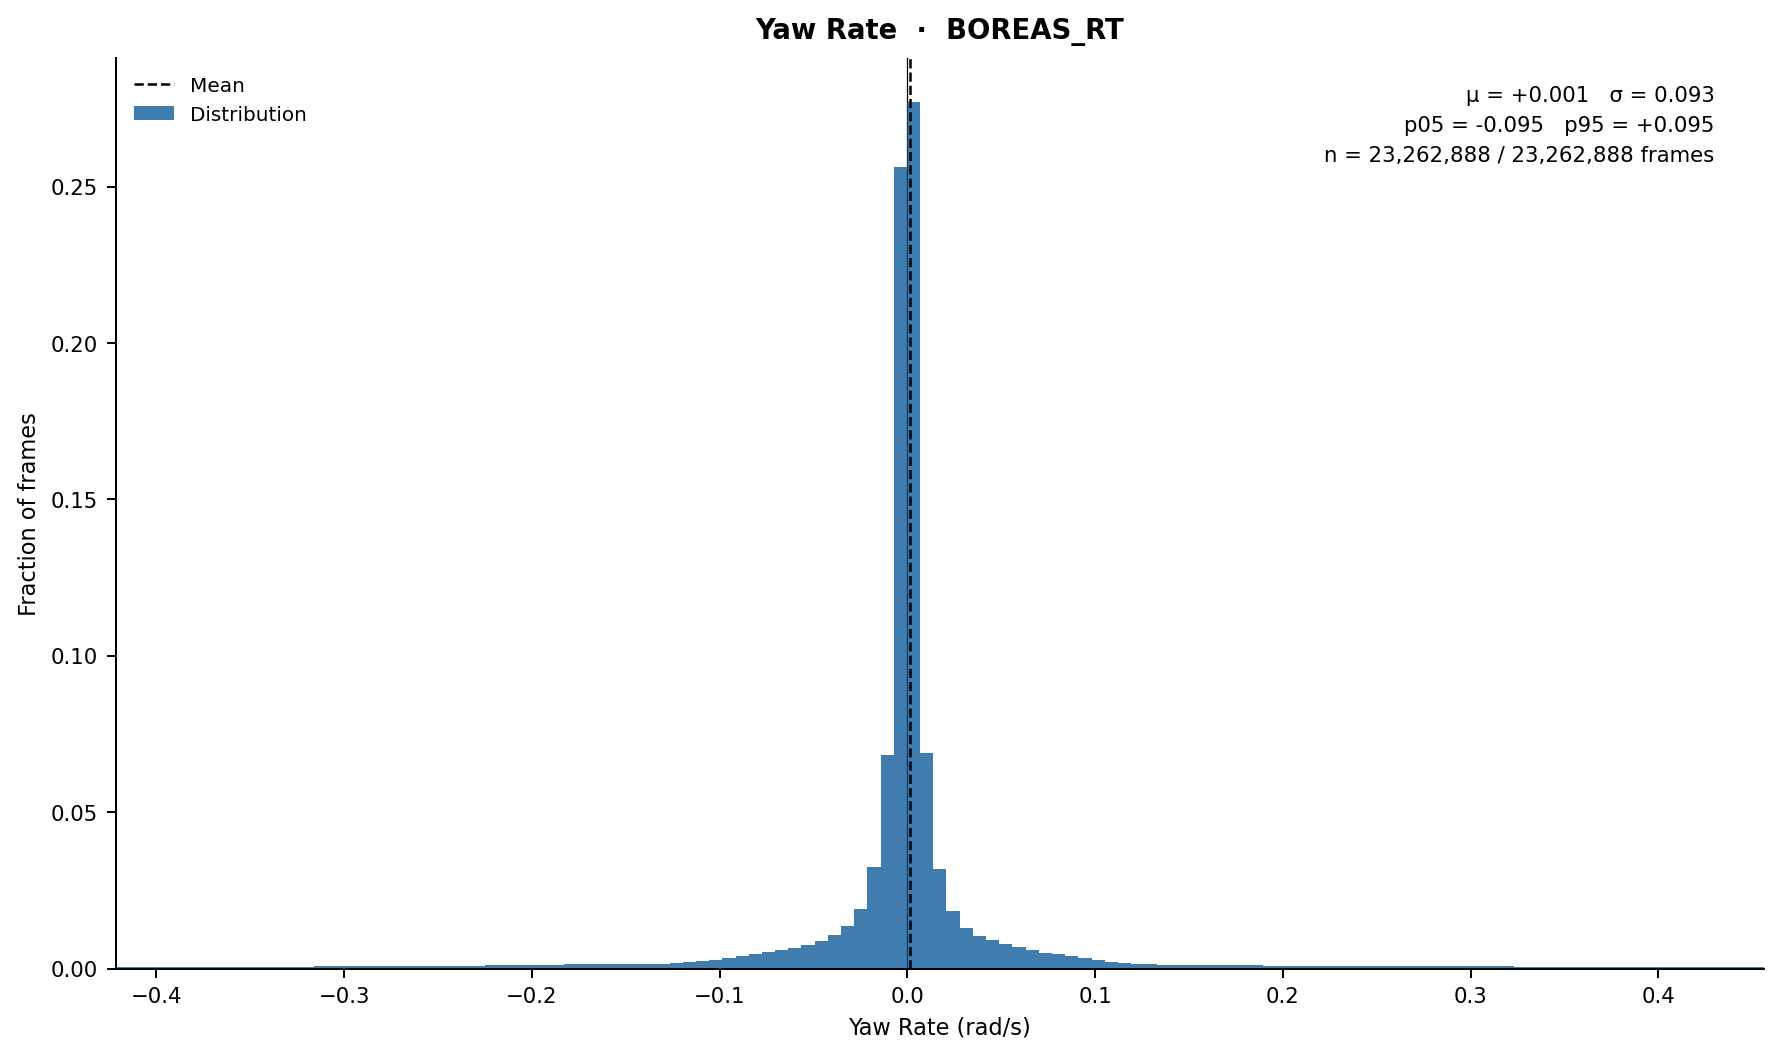 Yaw Rate · BOREAS_RT
Mean
Distribution
μ = +0.001 σ = 0.093
p05 = -0.095 p95 = +0.095
n = 23,262,888 / 23,262,888 frames
Fraction of frames
0.25
0.20
0.15
0.10
0.05
0.00
−0.4 −0.3 −0.2 −0.1 0.0 0.1 0.2 0.3 0.4
Yaw Rate (rad/s)